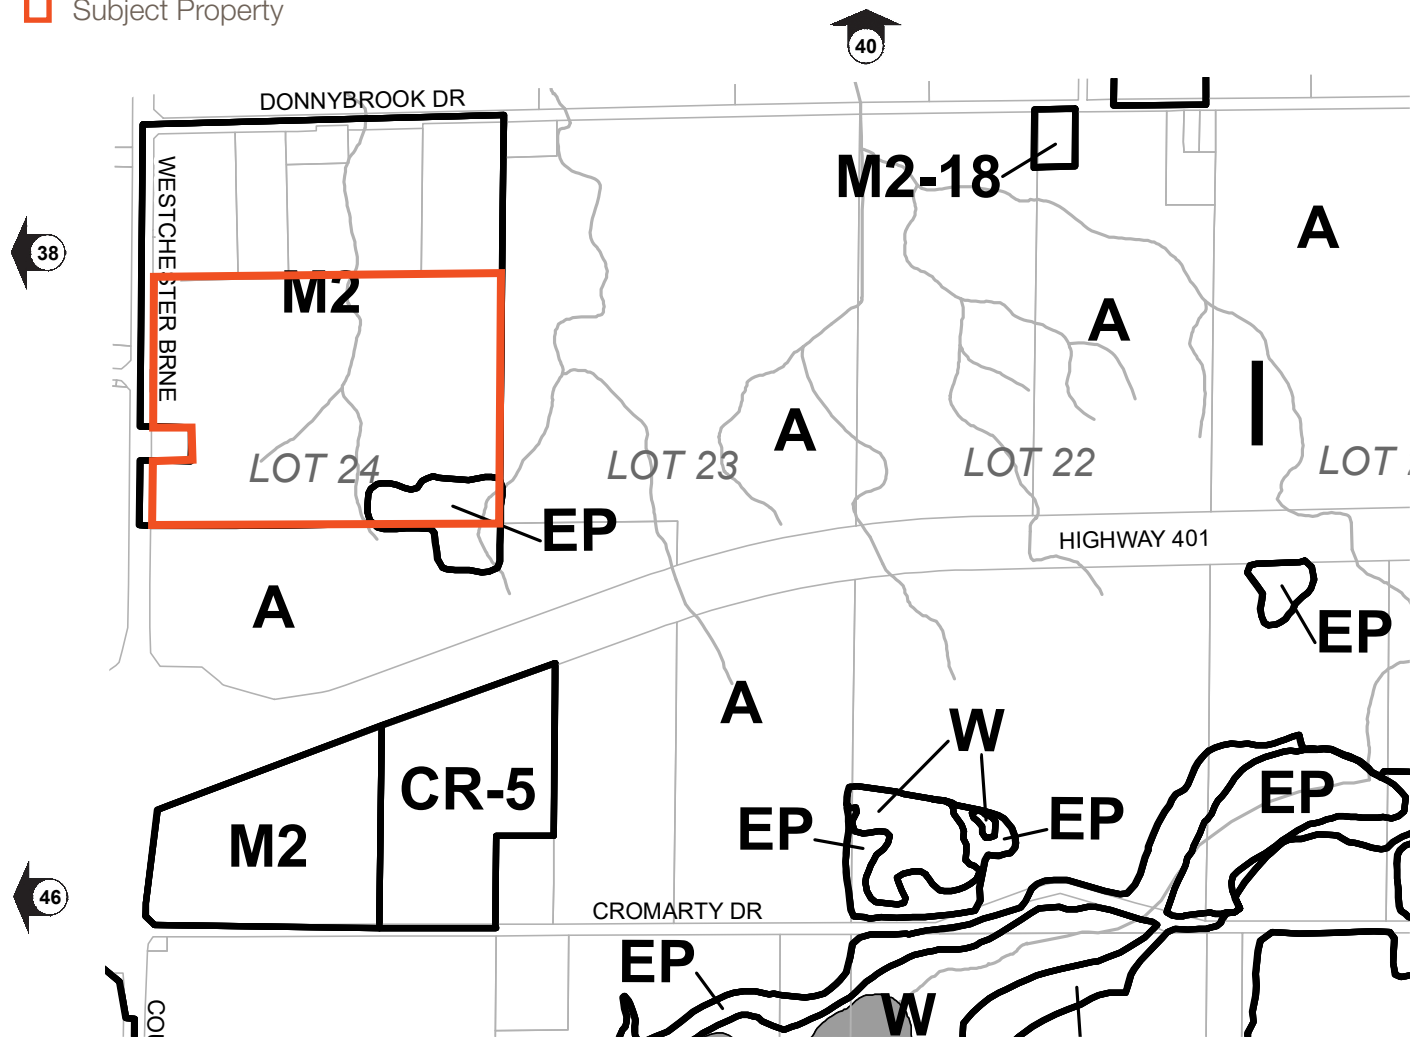 Subject Property
40
DONNYBROOK DR
WESTCHESTER BRNE
M2-18
A
38
M2
A
A
LOT 24
LOT 23
LOT 22
LOT
EP
HIGHWAY 401
A
EP
A
W
CR-5
EP
M2
EP
EP
46
CROMARTY DR
EP
W